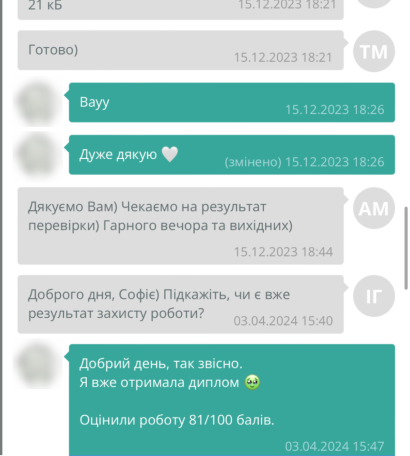 21 кБ
15.12.2023 18:21
Готово)
15.12.2023 18:21
ТМ
Вауу
15.12.2023 18:26
Дуже дякую 🤍
(змінено) 15.12.2023 18:26
Дякуємо Вам) Чекаємо на результат
перевірки) Гарного вечора та вихідних)
15.12.2023 18:44
АМ
Доброго дня, Софіє) Підкажіть, чи є вже
результат захисту роботи?
03.04.2024 15:40
ІГ
Добрий день, так звісно.
Я вже отримала диплом 🥹
Оцінили роботу 81/100 балів.
03.04.2024 15:47